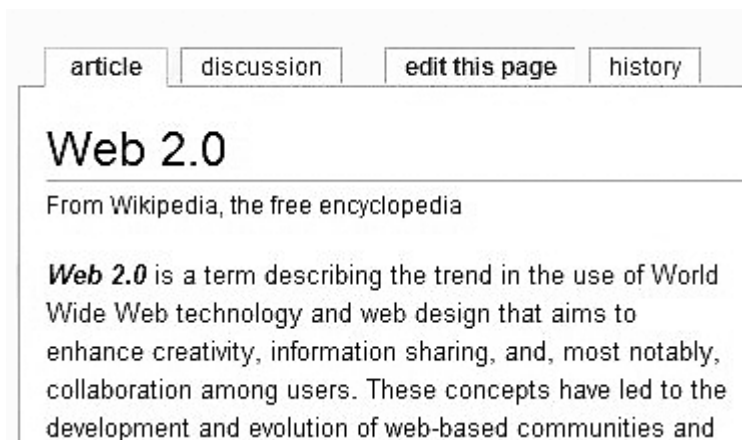 article discussion edit this page history
Web 2.0
From Wikipedia, the free encyclopedia
Web 2.0 is a term describing the trend in the use of World
Wide Web technology and web design that aims to
enhance creativity, information sharing, and, most notably,
collaboration among users. These concepts have led to the
development and evolution of web-based communities and